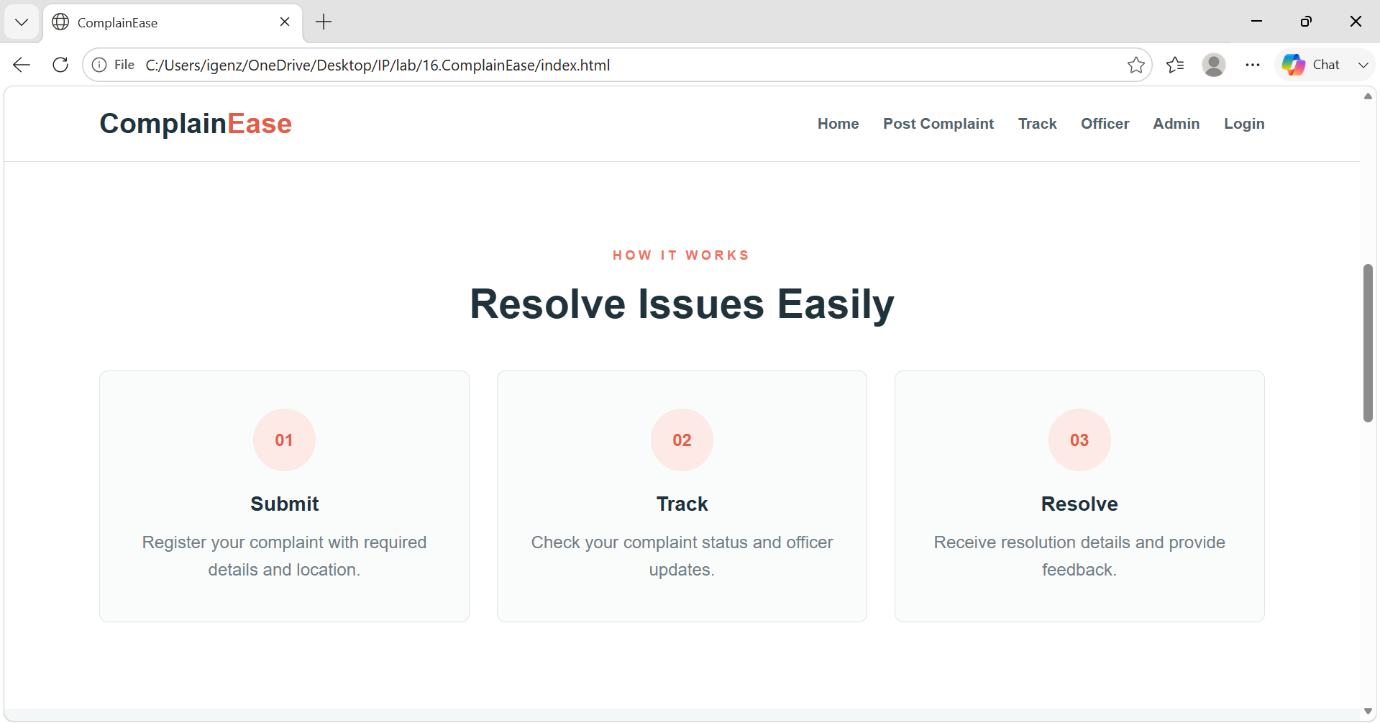 ComplainEase
File C:/Users/igenz/OneDrive/Desktop/IP/lab/16.ComplainEase/index.html
Chat
ComplainEase
Home Post Complaint Track Officer Admin Login
HOW IT WORKS
Resolve Issues Easily
01
Submit
Register your complaint with required
details and location.
02
Track
Check your complaint status and officer
updates.
03
Resolve
Receive resolution details and provide
feedback.